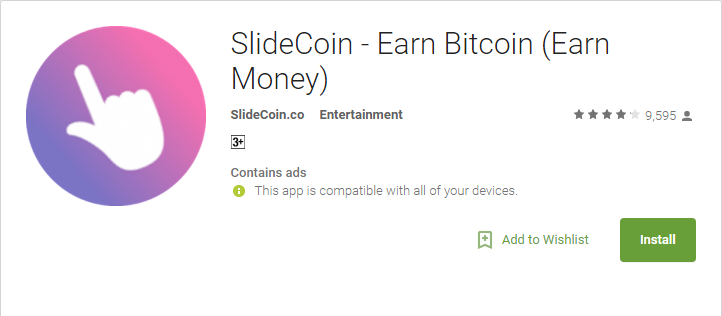 SlideCoin - Earn Bitcoin (Earn
Money)
SlideCoin.co Entertainment 9,595
3+
Contains ads
This app is compatible with all of your devices.
Add to Wishlist Install